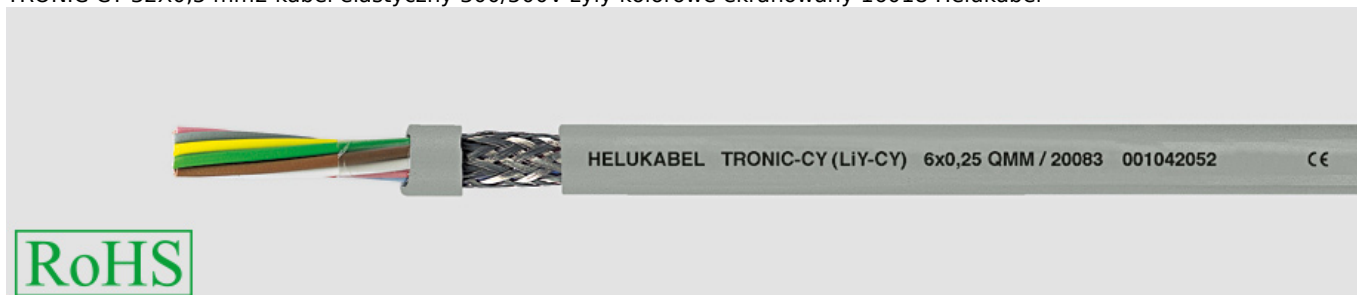 HELUKABEL TRONIC-CY (LiY-CY) 6x0,25 QMM / 20083 001042052 CE
RoHS